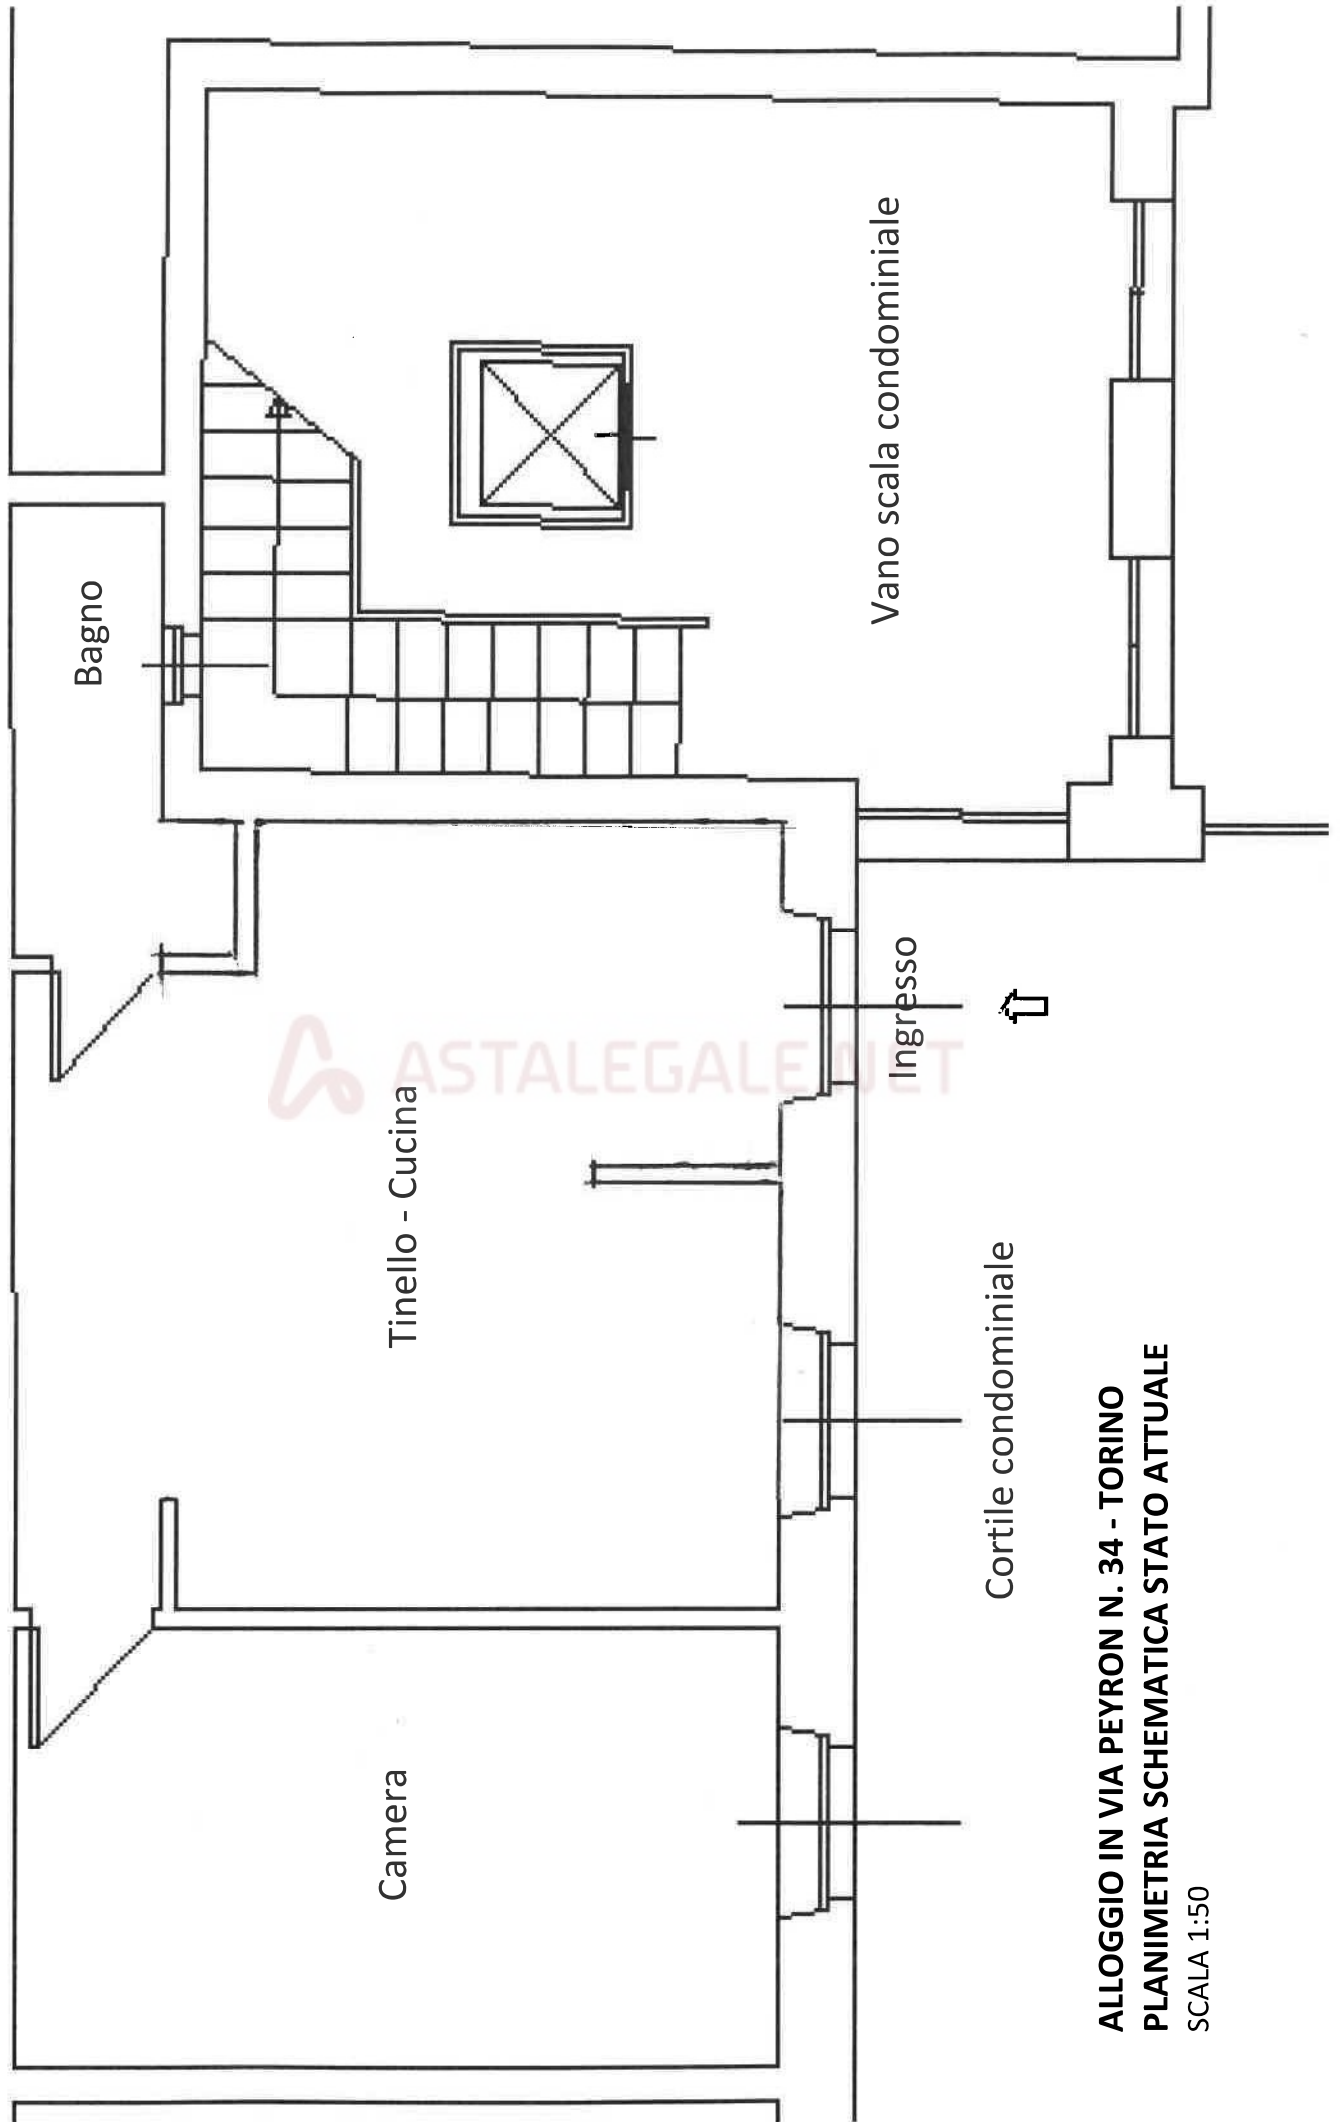 Bagno
Vano scala condominiale
Tinello - Cucina
Ingresso
ASTALEGALE.NET
Camera
Cortile condominiale
ALLOGGIO IN VIA PEYRON N. 34 - TORINO
PLANIMETRIA SCHEMATICA STATO ATTUALE
SCALA 1:50